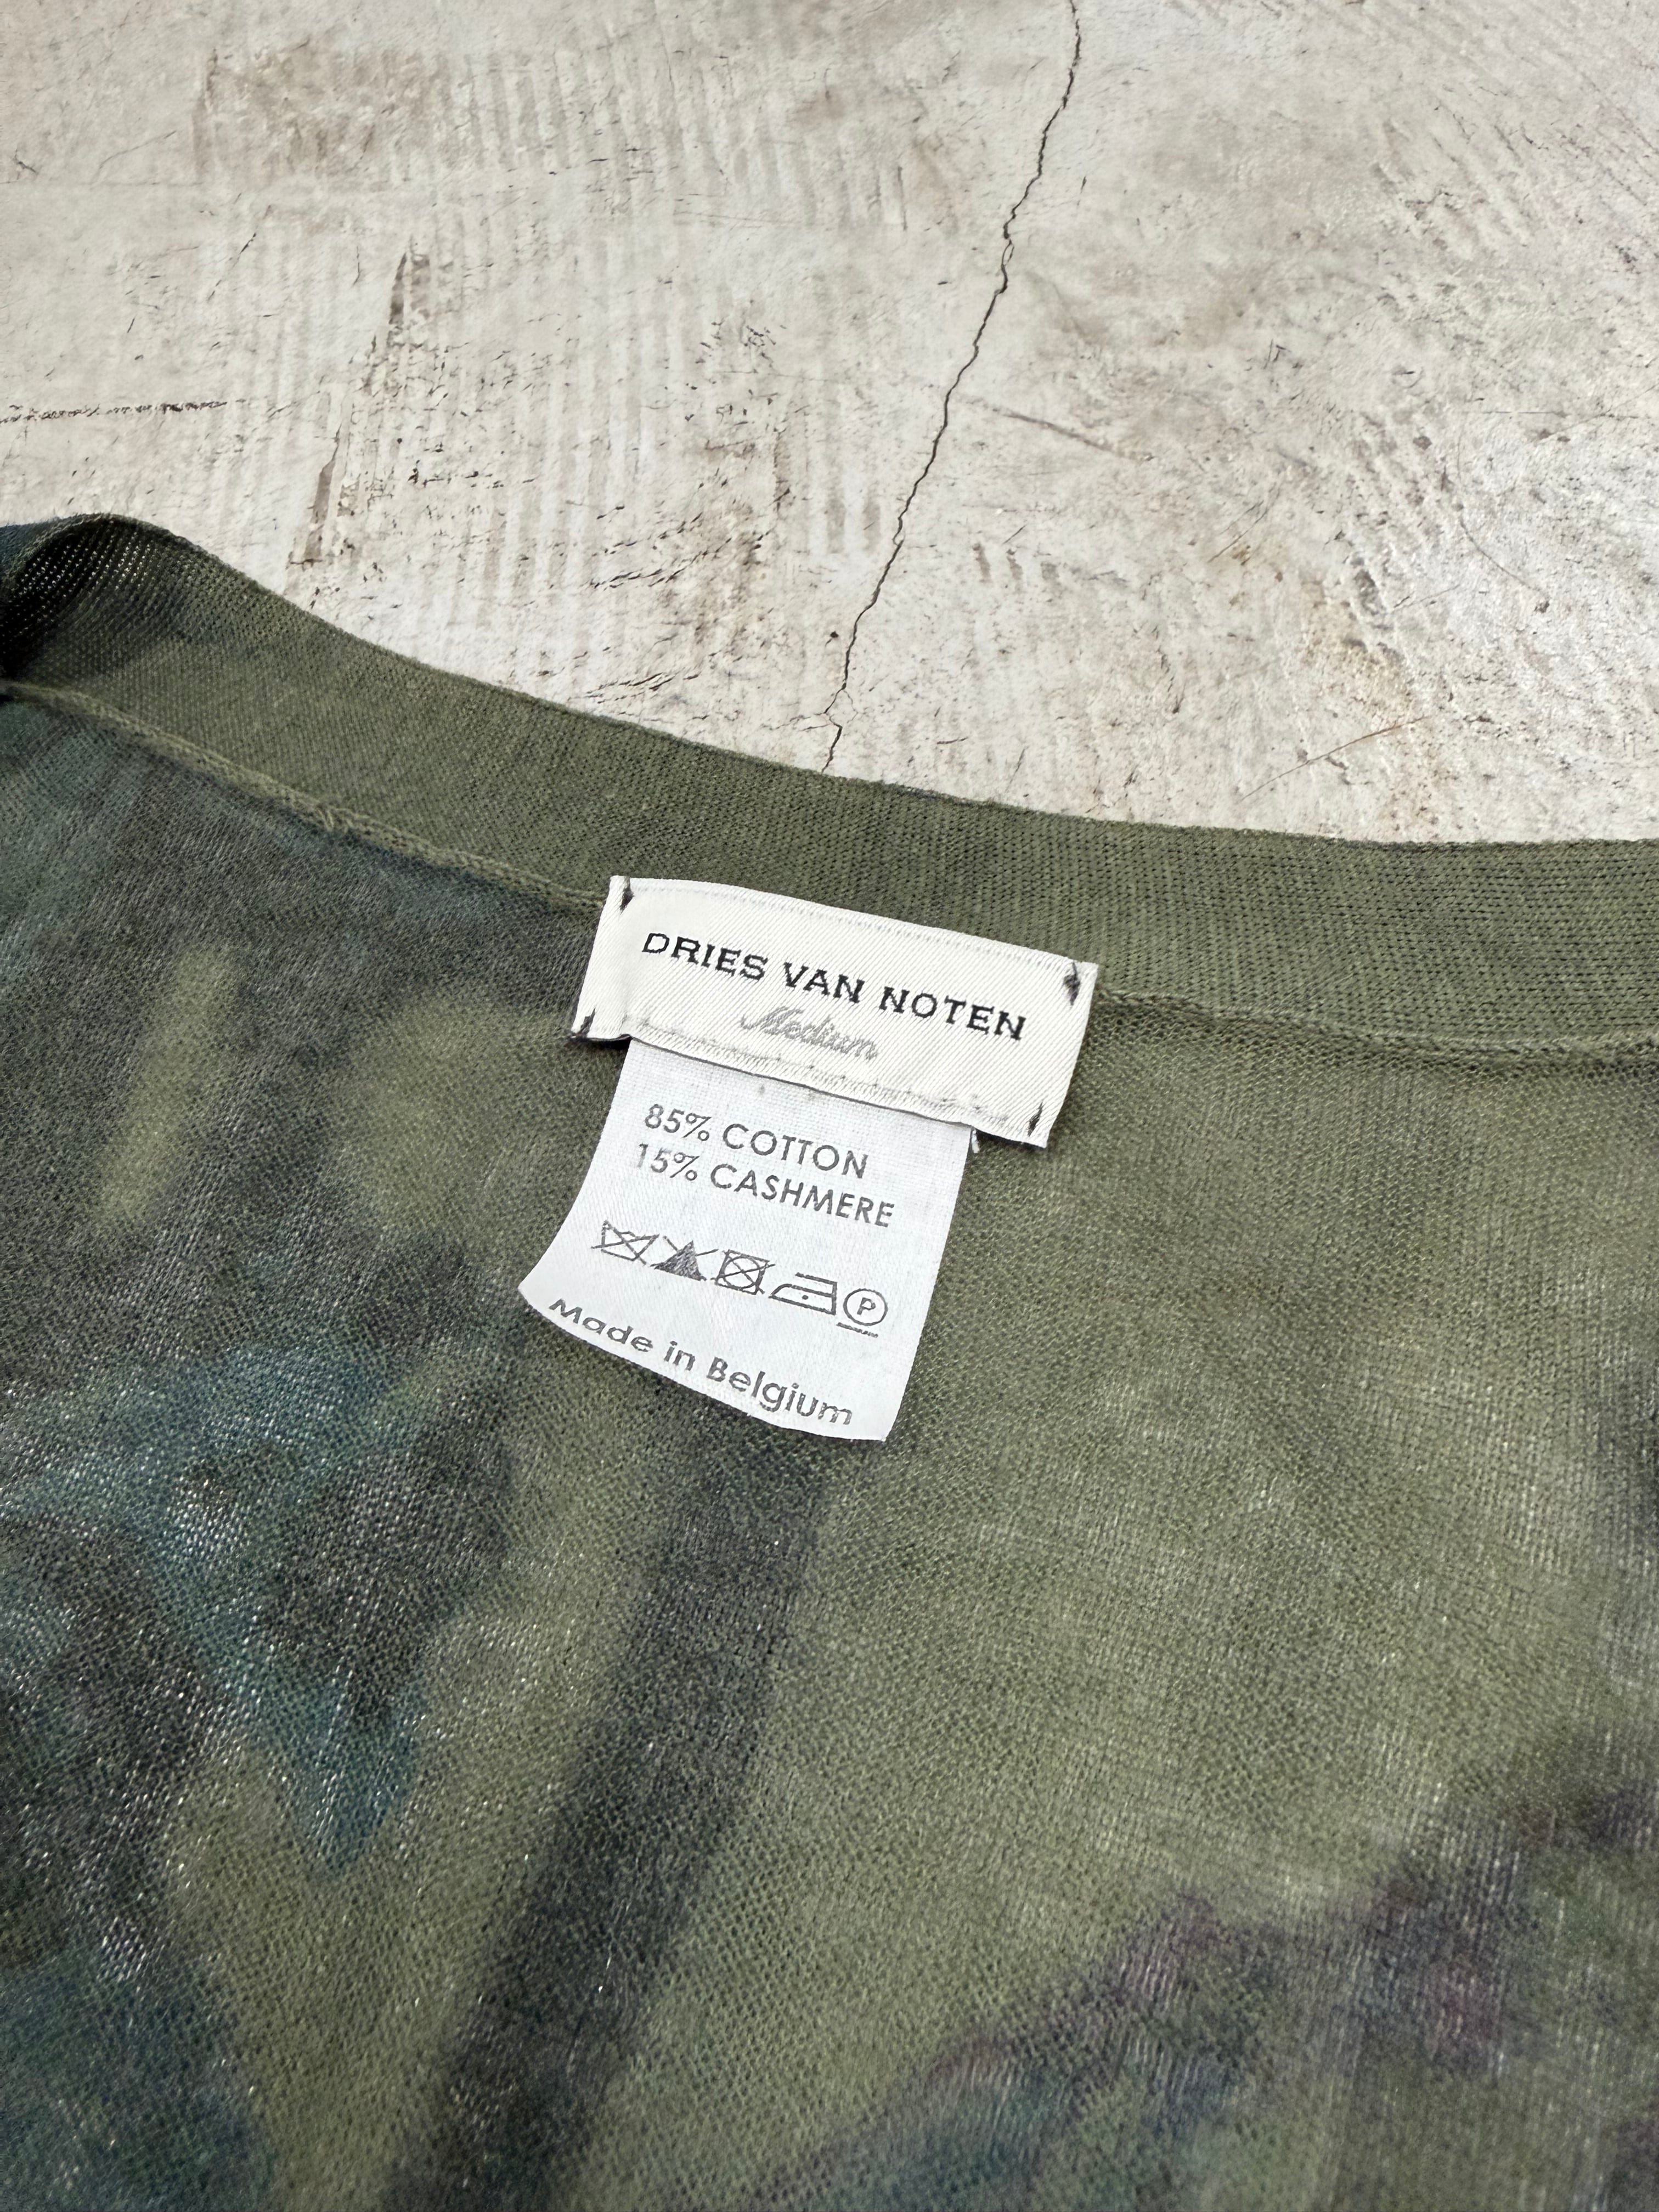 DRIES VAN NOTEN
Medium
85% COTTON
15% CASHMERE
P
Made in Belgium